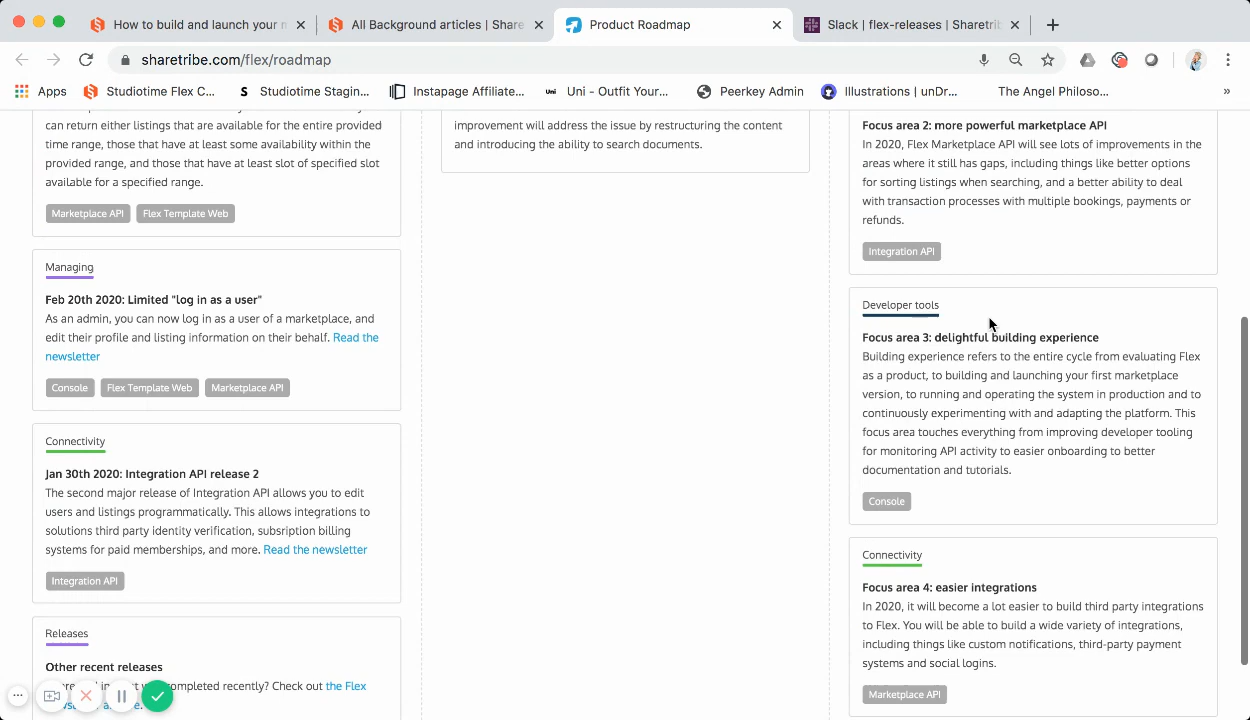 How to build and launch your m
All Background articles | Share
Product Roadmap
Slack | flex-releases | Sharetrib
sharetribe.com/flex/roadmap
Apps
Studiotime Flex C...
Studiotime Stagin...
Instapage Affiliate...
Uni - Outfit Your...
Peerkey Admin
Illustrations | unDr...
The Angel Philoso...
»
can return either listings that are available for the entire provided
time range, those that have at least some availability within the
provided range, and those that have at least slot of specified slot
available for a specified range.
Marketplace API
Flex Template Web
Managing
Feb 20th 2020: Limited "log in as a user"
As an admin, you can now log in as a user of a marketplace, and
edit their profile and listing information on their behalf. Read the
newsletter
Console
Flex Template Web
Marketplace API
Connectivity
Jan 30th 2020: Integration API release 2
The second major release of Integration API allows you to edit
users and listings programmatically. This allows integrations to
solutions third party identity verification, subsription billing
systems for paid memberships, and more. Read the newsletter
Integration API
Releases
Other recent releases
completed recently? Check out the Flex
improvement will address the issue by restructuring the content
and introducing the ability to search documents.
Focus area 2: more powerful marketplace API
In 2020, Flex Marketplace API will see lots of improvements in the
areas where it still has gaps, including things like better options
for sorting listings when searching, and a better ability to deal
with transaction processes with multiple bookings, payments or
refunds.
Integration API
Developer tools
Focus area 3: delightful building experience
Building experience refers to the entire cycle from evaluating Flex
as a product, to building and launching your first marketplace
version, to running and operating the system in production and to
continuously experimenting with and adapting the platform. This
focus area touches everything from improving developer tooling
for monitoring API activity to easier onboarding to better
documentation and tutorials.
Console
Connectivity
Focus area 4: easier integrations
In 2020, it will become a lot easier to build third party integrations
to Flex. You will be able to build a wide variety of integrations,
including things like custom notifications, third-party payment
systems and social logins.
Marketplace API